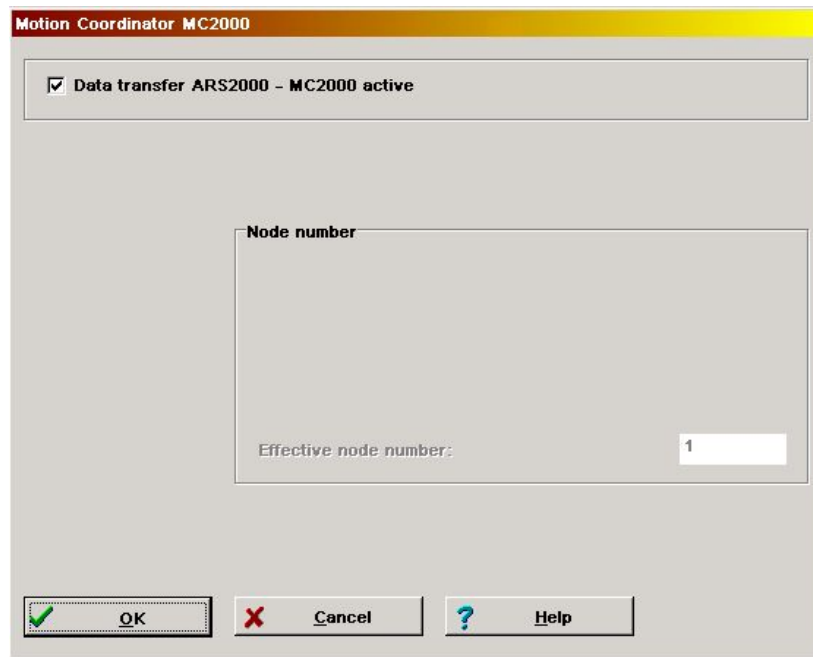 Motion Coordinator MC2000
Data transfer ARS2000 - MC2000 active
Node number
Effective node number: 1
OK Cancel Help